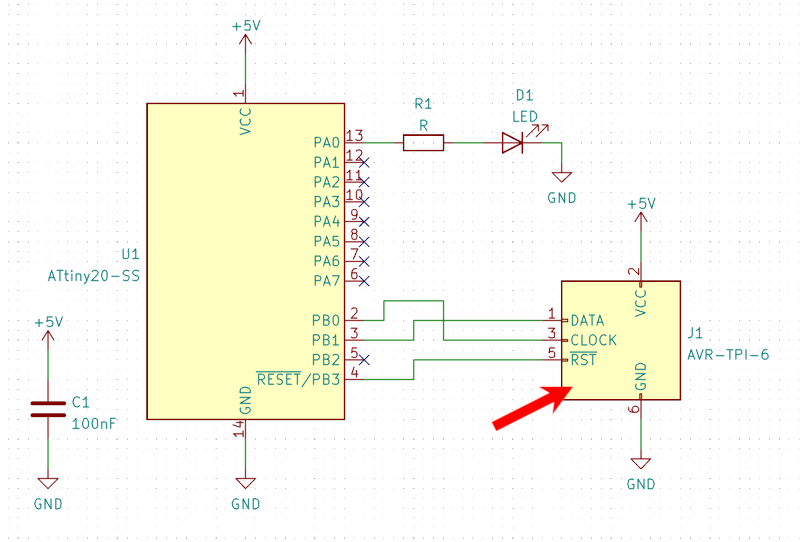 +5V
1
VCC
R1
R
D1
LED
GND
PA0 13
PA1 12
PA2 11
PA3 10
PA4 9
PA5 8
PA6 7
PA7 6
U1
ATtiny20-SS
PB0 2
PB1 3
PB2 5
RESET/PB3 4
GND
14
GND
+5V
C1
100nF
GND
+5V
2
VCC
1 DATA
3 CLOCK
5 RST
J1
AVR-TPI-6
GND
6
GND